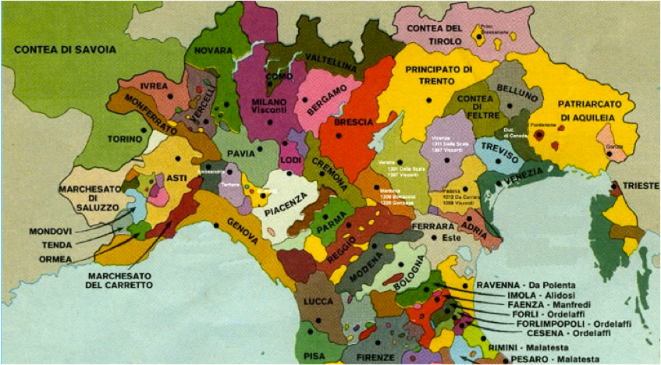 CONTEA DI SAVOIA
NOVARA
CONTEA DEL
TIROLO
COMO
VALTELLINA
IVREA
VERCELLI
MILANO
Visconti
BERGAMO
PRINCIPATO DI
TRENTO
BELLUNO
CONTEA
DI
FELTRE
PATRIARCATO
DI AQUILEIA
MONFERRATO
BRESCIA
TORINO
PAVIA
LODI
CREMONA
TREVISO
VENEZIA
TRIESTE
ASTI
MARCHESATO
DI
SALUZZO
PIACENZA
PARMA
REGGIO
FERRARA
Este
ADRIA
MONDOVI
TENDA
ORMEA
MARCHESATO
DEL CARRETTO
GENOVA
MODENA
BOLOGNA
RAVENNA - Da Polenta
IMOLA - Alidosi
FAENZA - Manfredi
FORLI - Ordelaffi
FORLIMPOPOLI - Ordelaffi
CESENA - Ordelaffi
RIMINI - Malatesta
PESARO - Malatesta
LUCCA
PISA
FIRENZE